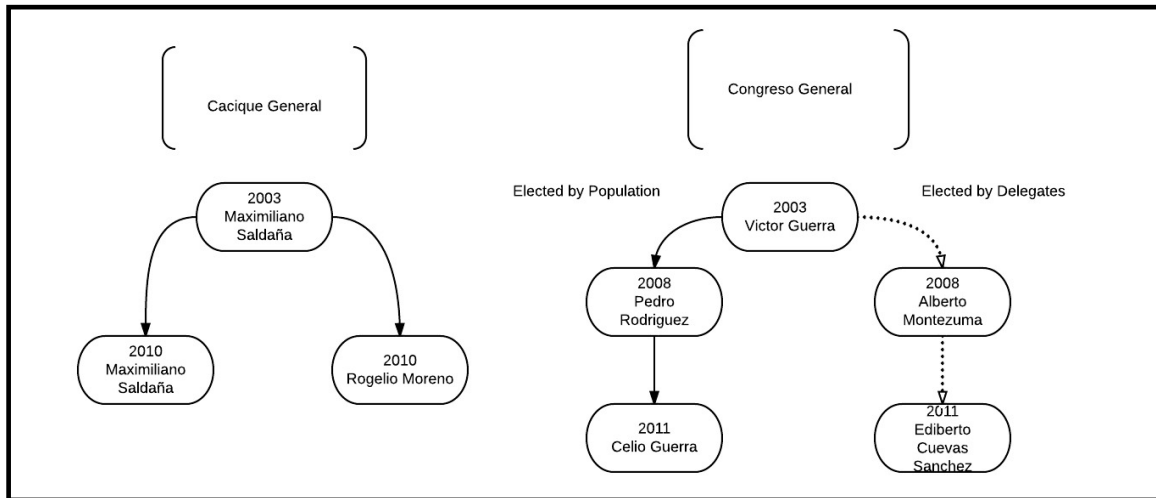 Cacique General
2003
Maximiliano
Saldaña
2010
Maximiliano
Saldaña
2010
Rogelio Moreno
Congreso General
Elected by Population
Elected by Delegates
2003
Victor Guerra
2008
Pedro
Rodriguez
2008
Alberto
Montezuma
2011
Celio Guerra
2011
Ediberto
Cuevas
Sanchez